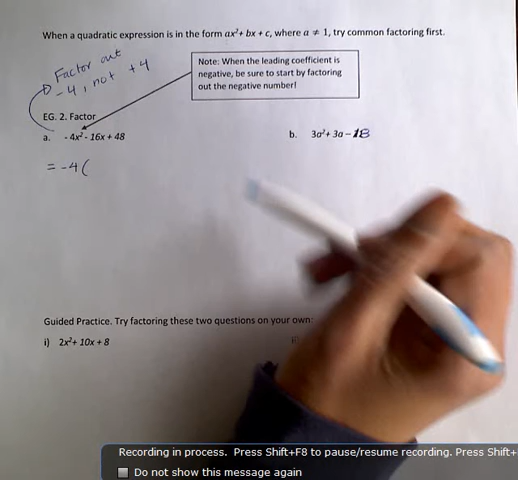 When a quadratic expression is in the form ax²+ bx + c, where a ≠ 1, try common factoring first.
Factor out
-4, not +4
Note: When the leading coefficient is
negative, be sure to start by factoring
out the negative number!
EG. 2. Factor
a. - 4x² - 16x + 48
b. 3a² + 3a – 18
= -4(
Guided Practice. Try factoring these two questions on your own:
i) 2x² + 10x + 8
Recording in process. Press Shift+F8 to pause/resume recording. Press Shift+
Do not show this message again